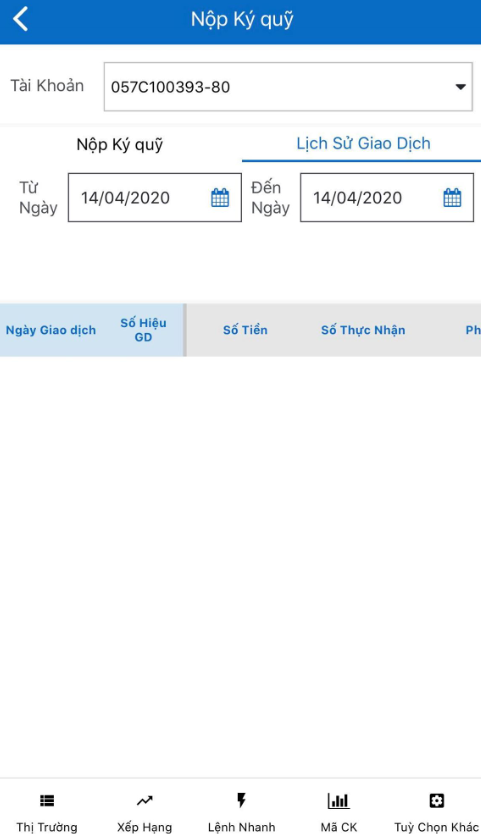 Nộp Ký quỹ
Tài Khoản
057C100393-80
Nộp Ký quỹ
Lịch Sử Giao Dịch
Từ
Ngày
14/04/2020
Đến
Ngày
14/04/2020
Ngày Giao dịch
Số Hiệu
GD
Số Tiền
Số Thực Nhận
Ph
Thị Trường
Xếp Hạng
Lệnh Nhanh
Mã CK
Tuỳ Chọn Khác